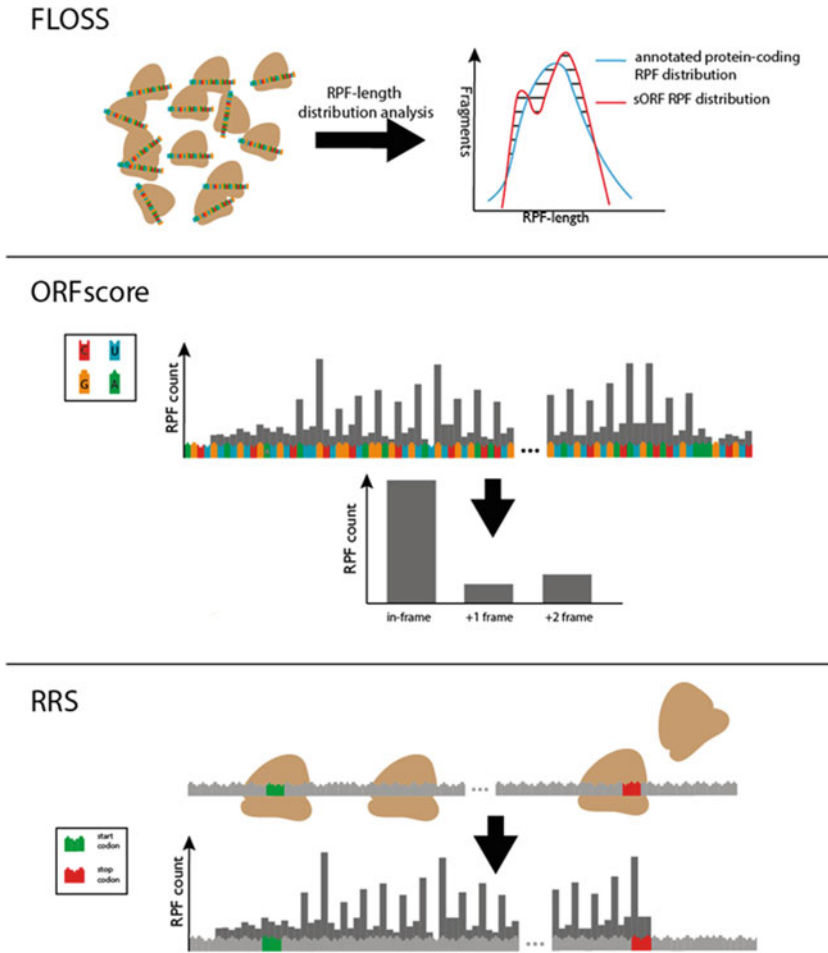 FLOSS
RPF-length
distribution analysis
Fragments
RPF-length
annotated protein-coding
RPF distribution
sORF RPF distribution
ORFscore
C U
G A
RPF count
...
RPF count
in-frame +1 frame +2 frame
RRS
...
start
codon
stop
codon
RPF count
...